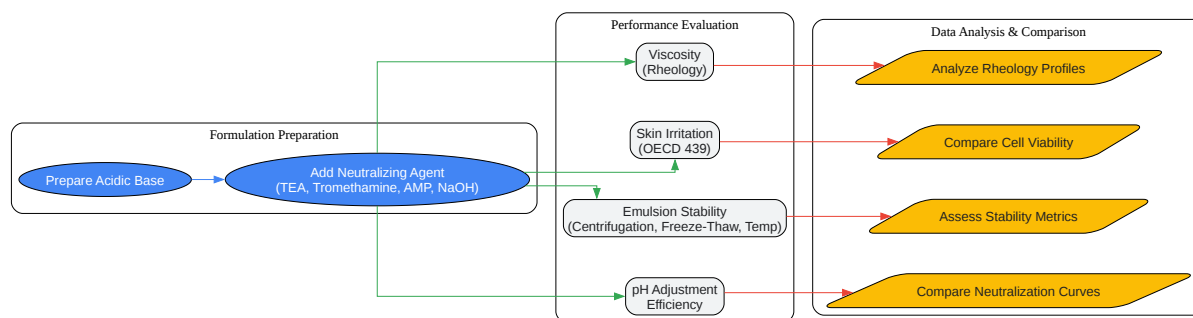 Formulation Preparation
Prepare Acidic Base
Add Neutralizing Agent
(TEA, Tromethamine, AMP, NaOH)
Performance Evaluation
Viscosity
(Rheology)
Skin Irritation
(OECD 439)
Emulsion Stability
(Centrifugation, Freeze-Thaw, Temp)
pH Adjustment
Efficiency
Data Analysis & Comparison
Analyze Rheology Profiles
Compare Cell Viability
Assess Stability Metrics
Compare Neutralization Curves